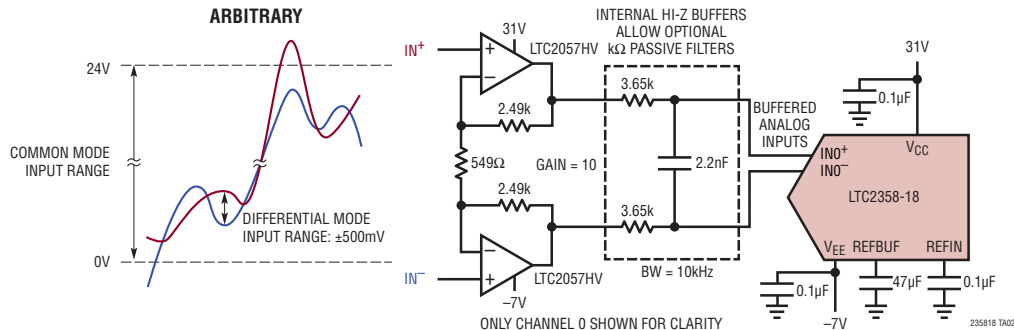 ARBITRARY
24V
COMMON MODE
INPUT RANGE
DIFFERENTIAL MODE
INPUT RANGE: ±500mV
0V
IN+
31V
LTC2057HV
+
–
2.49k
549Ω
GAIN = 10
2.49k
–
+
IN–
LTC2057HV
–7V
INTERNAL HI-Z BUFFERS
ALLOW OPTIONAL
kΩ PASSIVE FILTERS
3.65k
2.2nF
3.65k
BW = 10kHz
BUFFERED
ANALOG
INPUTS
31V
0.1µF
VCC
IN0+
IN0–
LTC2358-18
VEE
REFBUF
REFIN
0.1µF
47µF
0.1µF
–7V
ONLY CHANNEL 0 SHOWN FOR CLARITY
235818 TA02